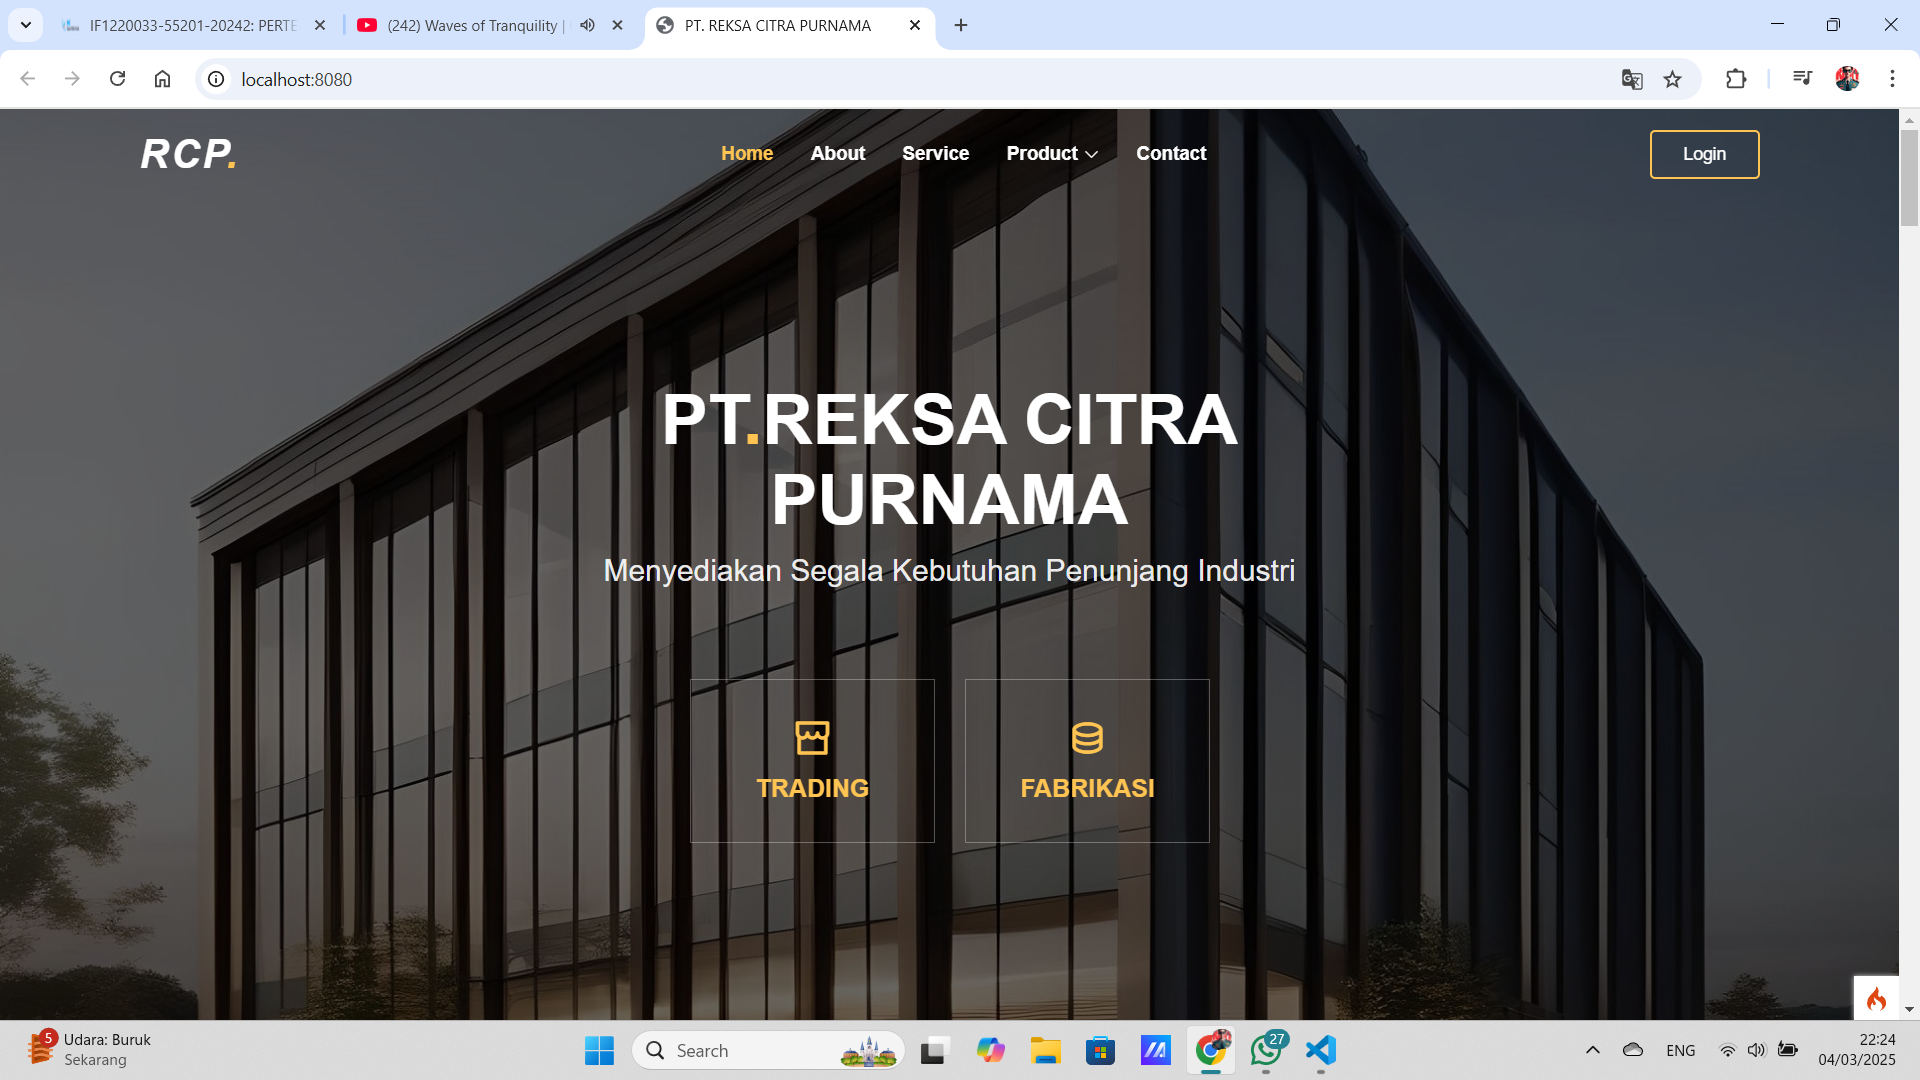 IF1220033-55201-20242: PERTE
(242) Waves of Tranquility |
PT. REKSA CITRA PURNAMA
localhost:8080
RCP.
Home
About
Service
Product
Contact
Login
PT.REKSA CITRA
PURNAMA
Menyediakan Segala Kebutuhan Penunjang Industri
TRADING
FABRIKASI
5
Udara: Buruk
Sekarang
Search
27
ENG
22:24
04/03/2025